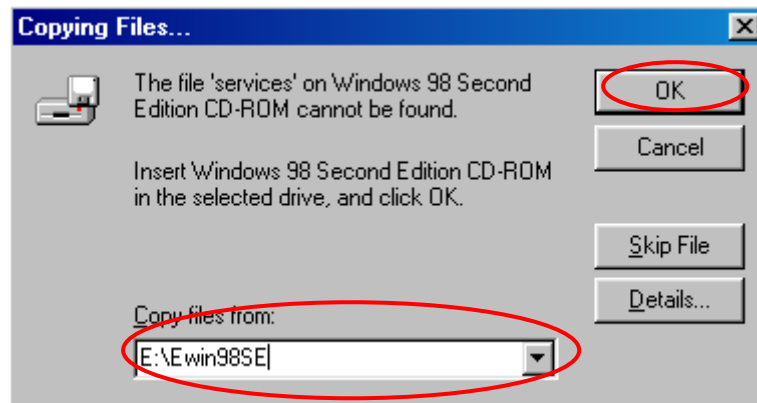 Copying Files...
The file 'services' on Windows 98 Second
Edition CD-ROM cannot be found.
Insert Windows 98 Second Edition CD-ROM
in the selected drive, and click OK.
OK
Cancel
Skip File
Details...
Copy files from:
E:\Ewin98SE